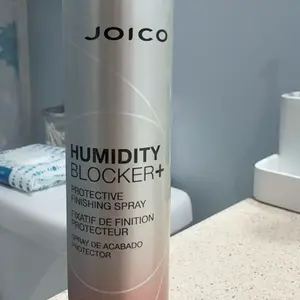 JOICO
HUMIDITY
BLOCKER+
PROTECTIVE
FINISHING SPRAY
FIXATIF DE FINITION
PROTECTEUR
SPRAY DE ACABADO
PROTECTOR